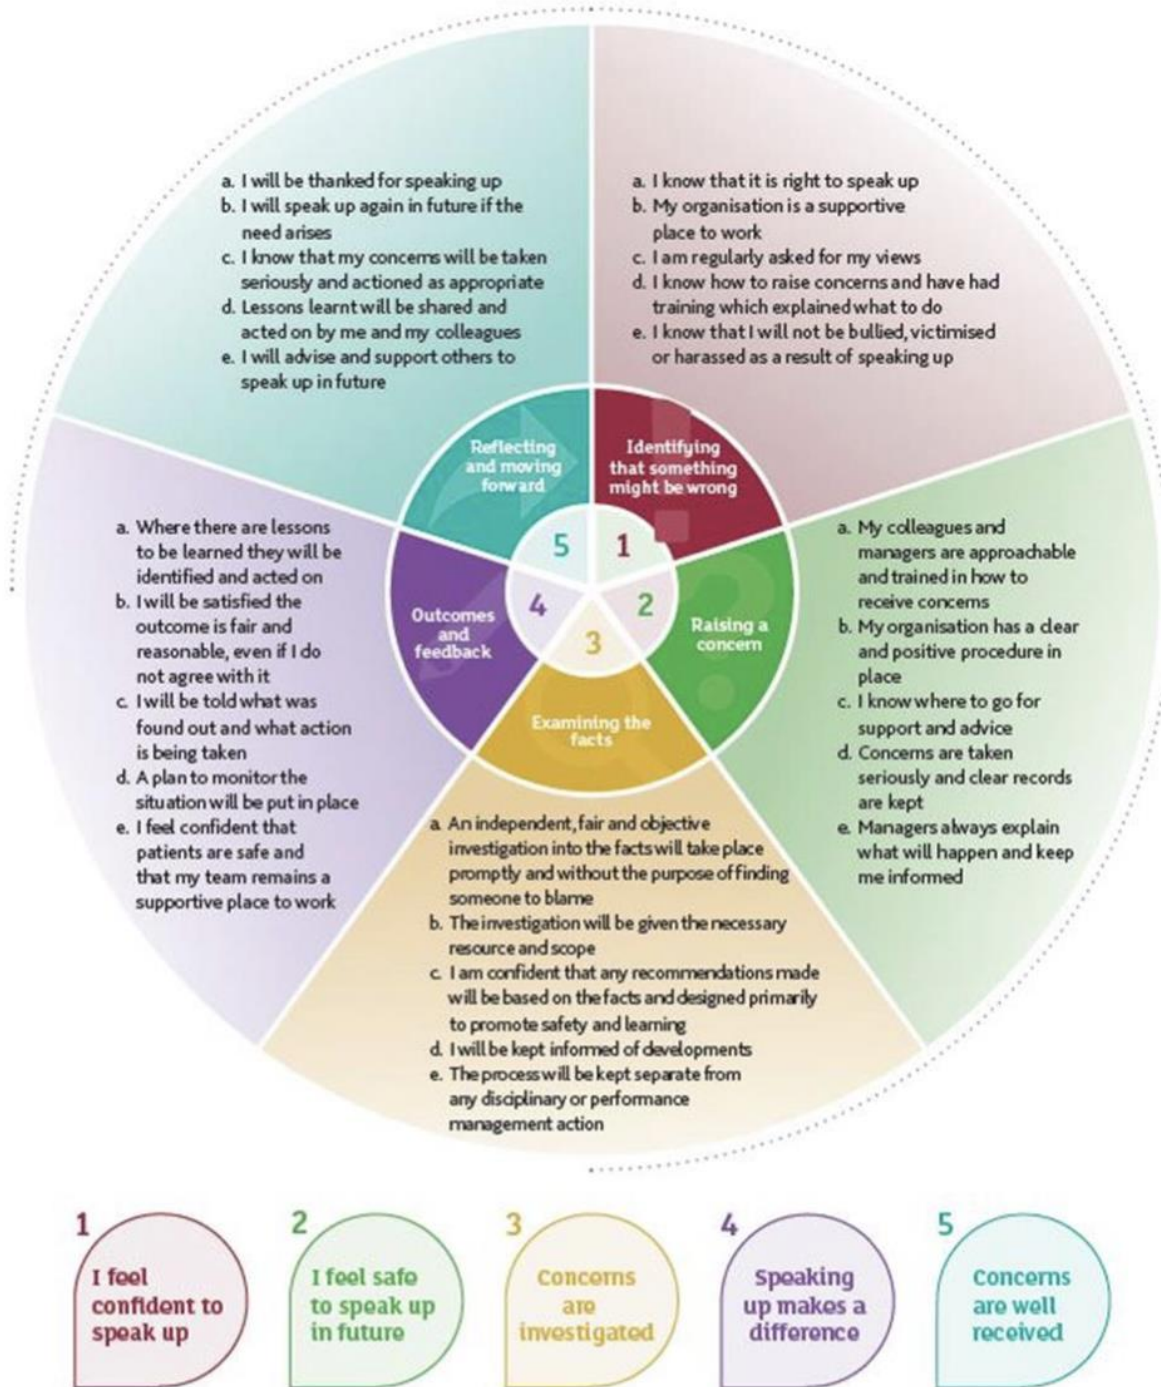 a. I will be thanked for speaking up
b. I will speak up again in future if the
need arises
c. I know that my concerns will be taken
seriously and actioned as appropriate
d. Lessons learnt will be shared and
acted on by me and my colleagues
e. I will advise and support others to
speak up in future
a. I know that it is right to speak up
b. My organisation is a supportive
place to work
c. I am regularly asked for my views
d. I know how to raise concerns and have had
training which explained what to do
e. I know that I will not be bullied, victimised
or harassed as a result of speaking up
Reflecting
and moving
forward
Identifying
that something
might be wrong
5
1
4
2
3
Outcomes
and
feedback
Raising a
concern
Examining the
facts
a. Where there are lessons
to be learned they will be
identified and acted on
b. I will be satisfied the
outcome is fair and
reasonable, even if I do
not agree with it
c. I will be told what was
found out and what action
is being taken
d. A plan to monitor the
situation will be put in place
e. I feel confident that
patients are safe and
that my team remains a
supportive place to work
a. My colleagues and
managers are approachable
and trained in how to
receive concerns
b. My organisation has a clear
and positive procedure in
place
c. I know where to go for
support and advice
d. Concerns are taken
seriously and clear records
are kept
e. Managers always explain
what will happen and keep
me informed
a. An independent, fair and objective
investigation into the facts will take place
promptly and without the purpose of finding
someone to blame
b. The investigation will be given the necessary
resource and scope
c. I am confident that any recommendations made
will be based on the facts and designed primarily
to promote safety and learning
d. I will be kept informed of developments
e. The process will be kept separate from
any disciplinary or performance
management action
1
I feel
confident to
speak up
2
I feel safe
to speak up
in future
3
Concerns
are
investigated
4
Speaking
up makes a
difference
5
Concerns
are well
received